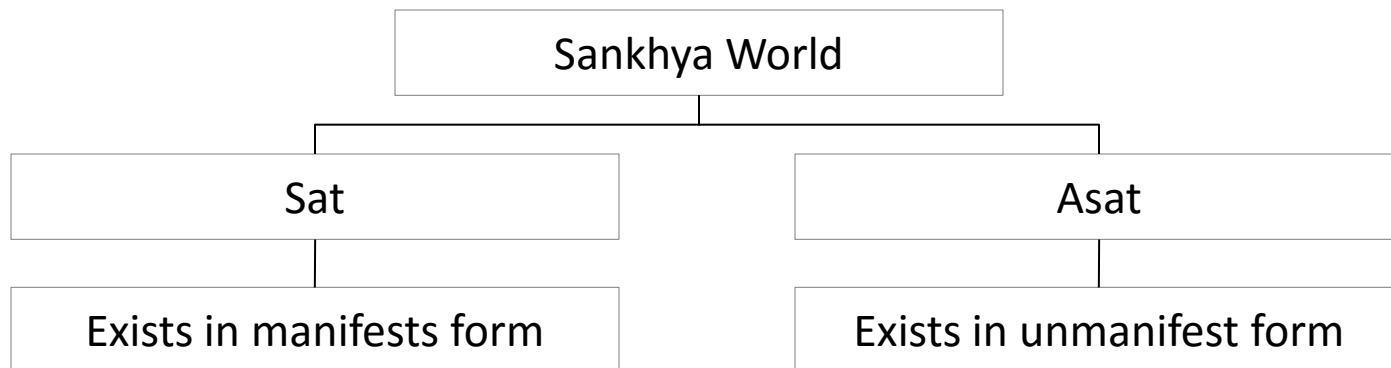 Sankhya World
Sat
Asat
Exists in manifests form
Exists in unmanifest form